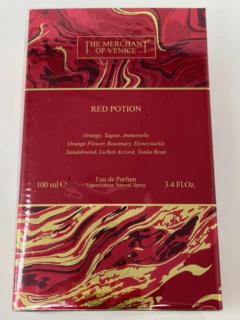 THE MERCHANT
OF VENICE
RED POTION
Orange, Tagete, Immortelle
Orange Flower, Rosemary, Honeysuckle
Sandalwood, Lichen Accord, Tonka Bean
100 ml ℮ Eau de Parfum 3.4 Fl.Oz.
Vaporisateur Natural Spray